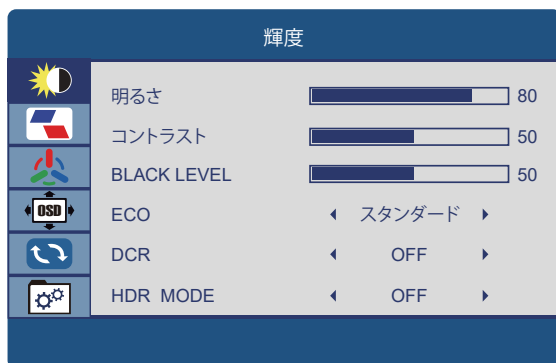 輝度
明るさ 80
コントラスト 50
BLACK LEVEL 50
OSD
ECO スタンダード
DCR OFF
HDR MODE OFF